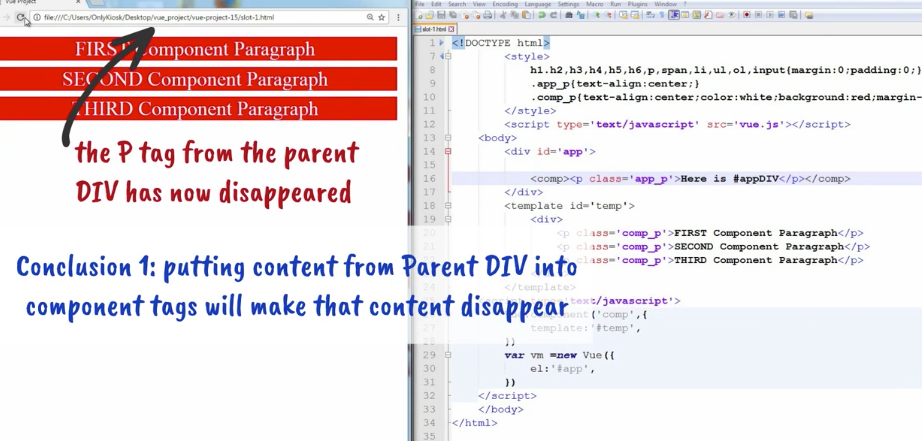 Vue Project
file:///C:/Users/OnlyKiosk/Desktop/vue_project/vue-project-15/slot-1.html
FIRST Component Paragraph
SECOND Component Paragraph
THIRD Component Paragraph
the P tag from the parent
DIV has now disappeared
Conclusion 1: putting content from Parent DIV into
component tags will make that content disappear
File Edit Search View Encoding Language Settings Macro Run Plugins Window ?
slot-1.html
1 <!DOCTYPE html>
7 <style>
8 h1.h2,h3,h4,h5,h6,p,span,li,ul,ol,input{margin:0;padding:0;}
9 .app_p{text-align:center;}
10 .comp_p{text-align:center;color:white;background:red;margin-
11 </style>
12 <script type='text/javascript' src='vue.js'></script>
13 <body>
14 <div id='app'>
15
16 <comp><p class='app_p'>Here is #appDIV</p></comp>
17 </div>
18 <template id='temp'>
19 <div>
20 <p class='comp_p'>FIRST Component Paragraph</p>
<p class='comp_p'>SECOND Component Paragraph</p>
class='comp_p'>THIRD Component Paragraph</p>
</template>
text/javascript'>
('comp',{
template:'#temp',
})
29 var vm =new Vue({
30 el:'#app',
31 })
32 </script>
33 </body>
34 </html>
35